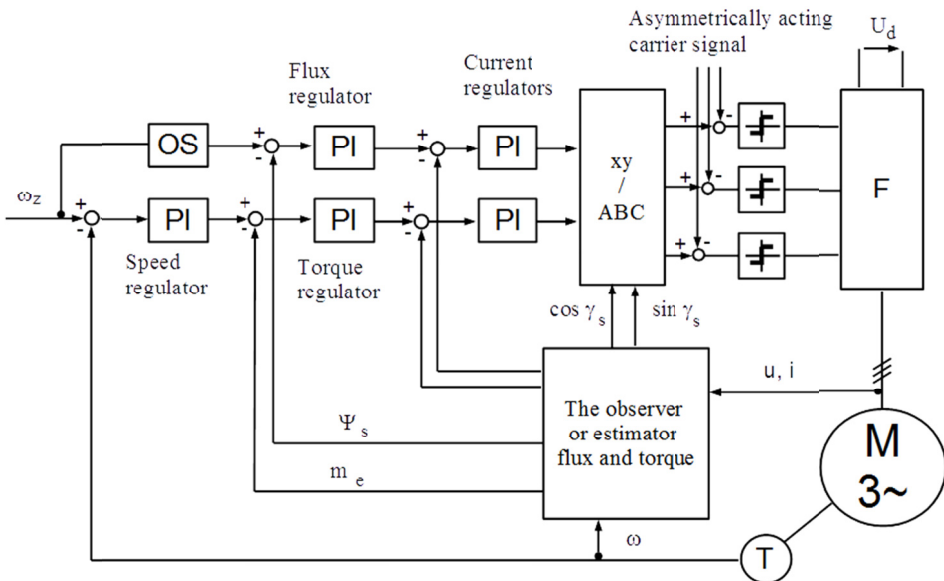 Asymmetrically acting
carrier signal
U d
Flux
regulator
Current
regulators
OS
+
-
PI
+
-
PI
xy
/
ABC
+
-
+
-
+
-
F
ωz
+
-
PI
+
-
PI
+
-
PI
Speed
regulator
Torque
regulator
cos γ s
sin γ s
The observer
or estimator
flux and torque
u, i
Ψ s
m e
ω
M
3~
T